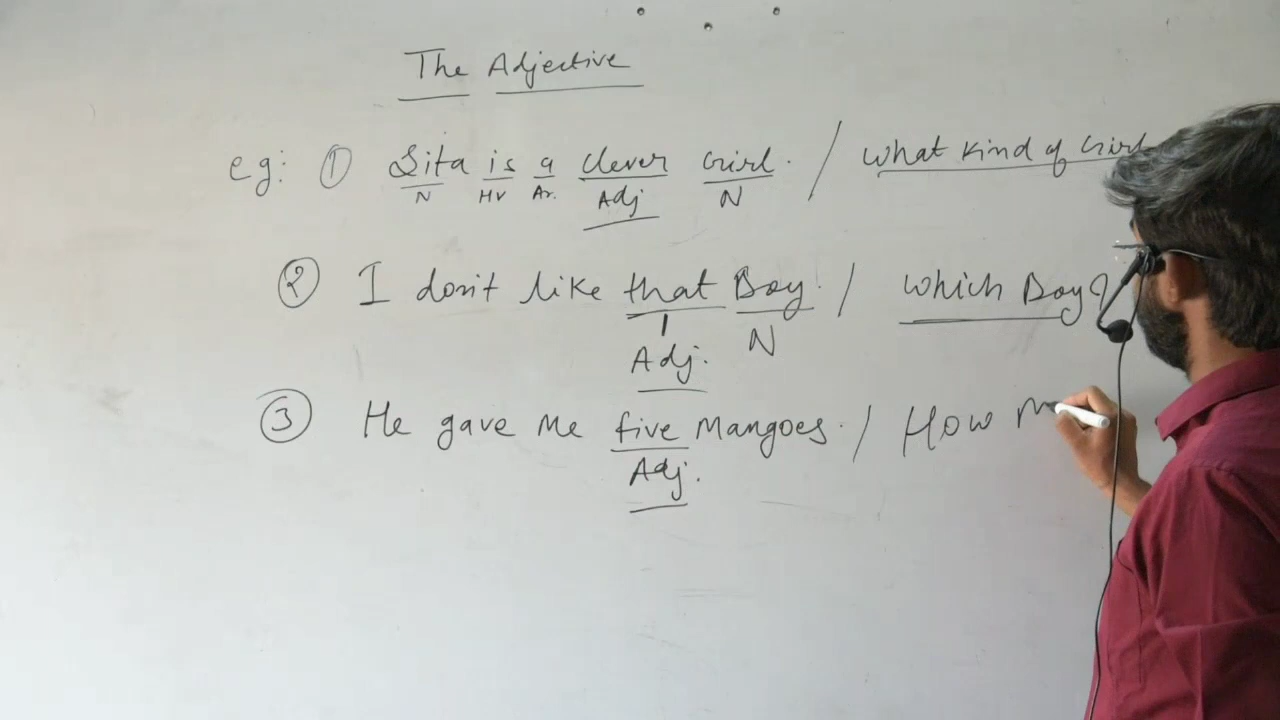 The Adjective
eg: ① Sita is a clever Girl. / What Kind of Girl
N HV Ar. Adj N
② I don't like that Boy. / Which Boy?
Adj. N
③ He gave me five Mangoes. / How M
Adj.